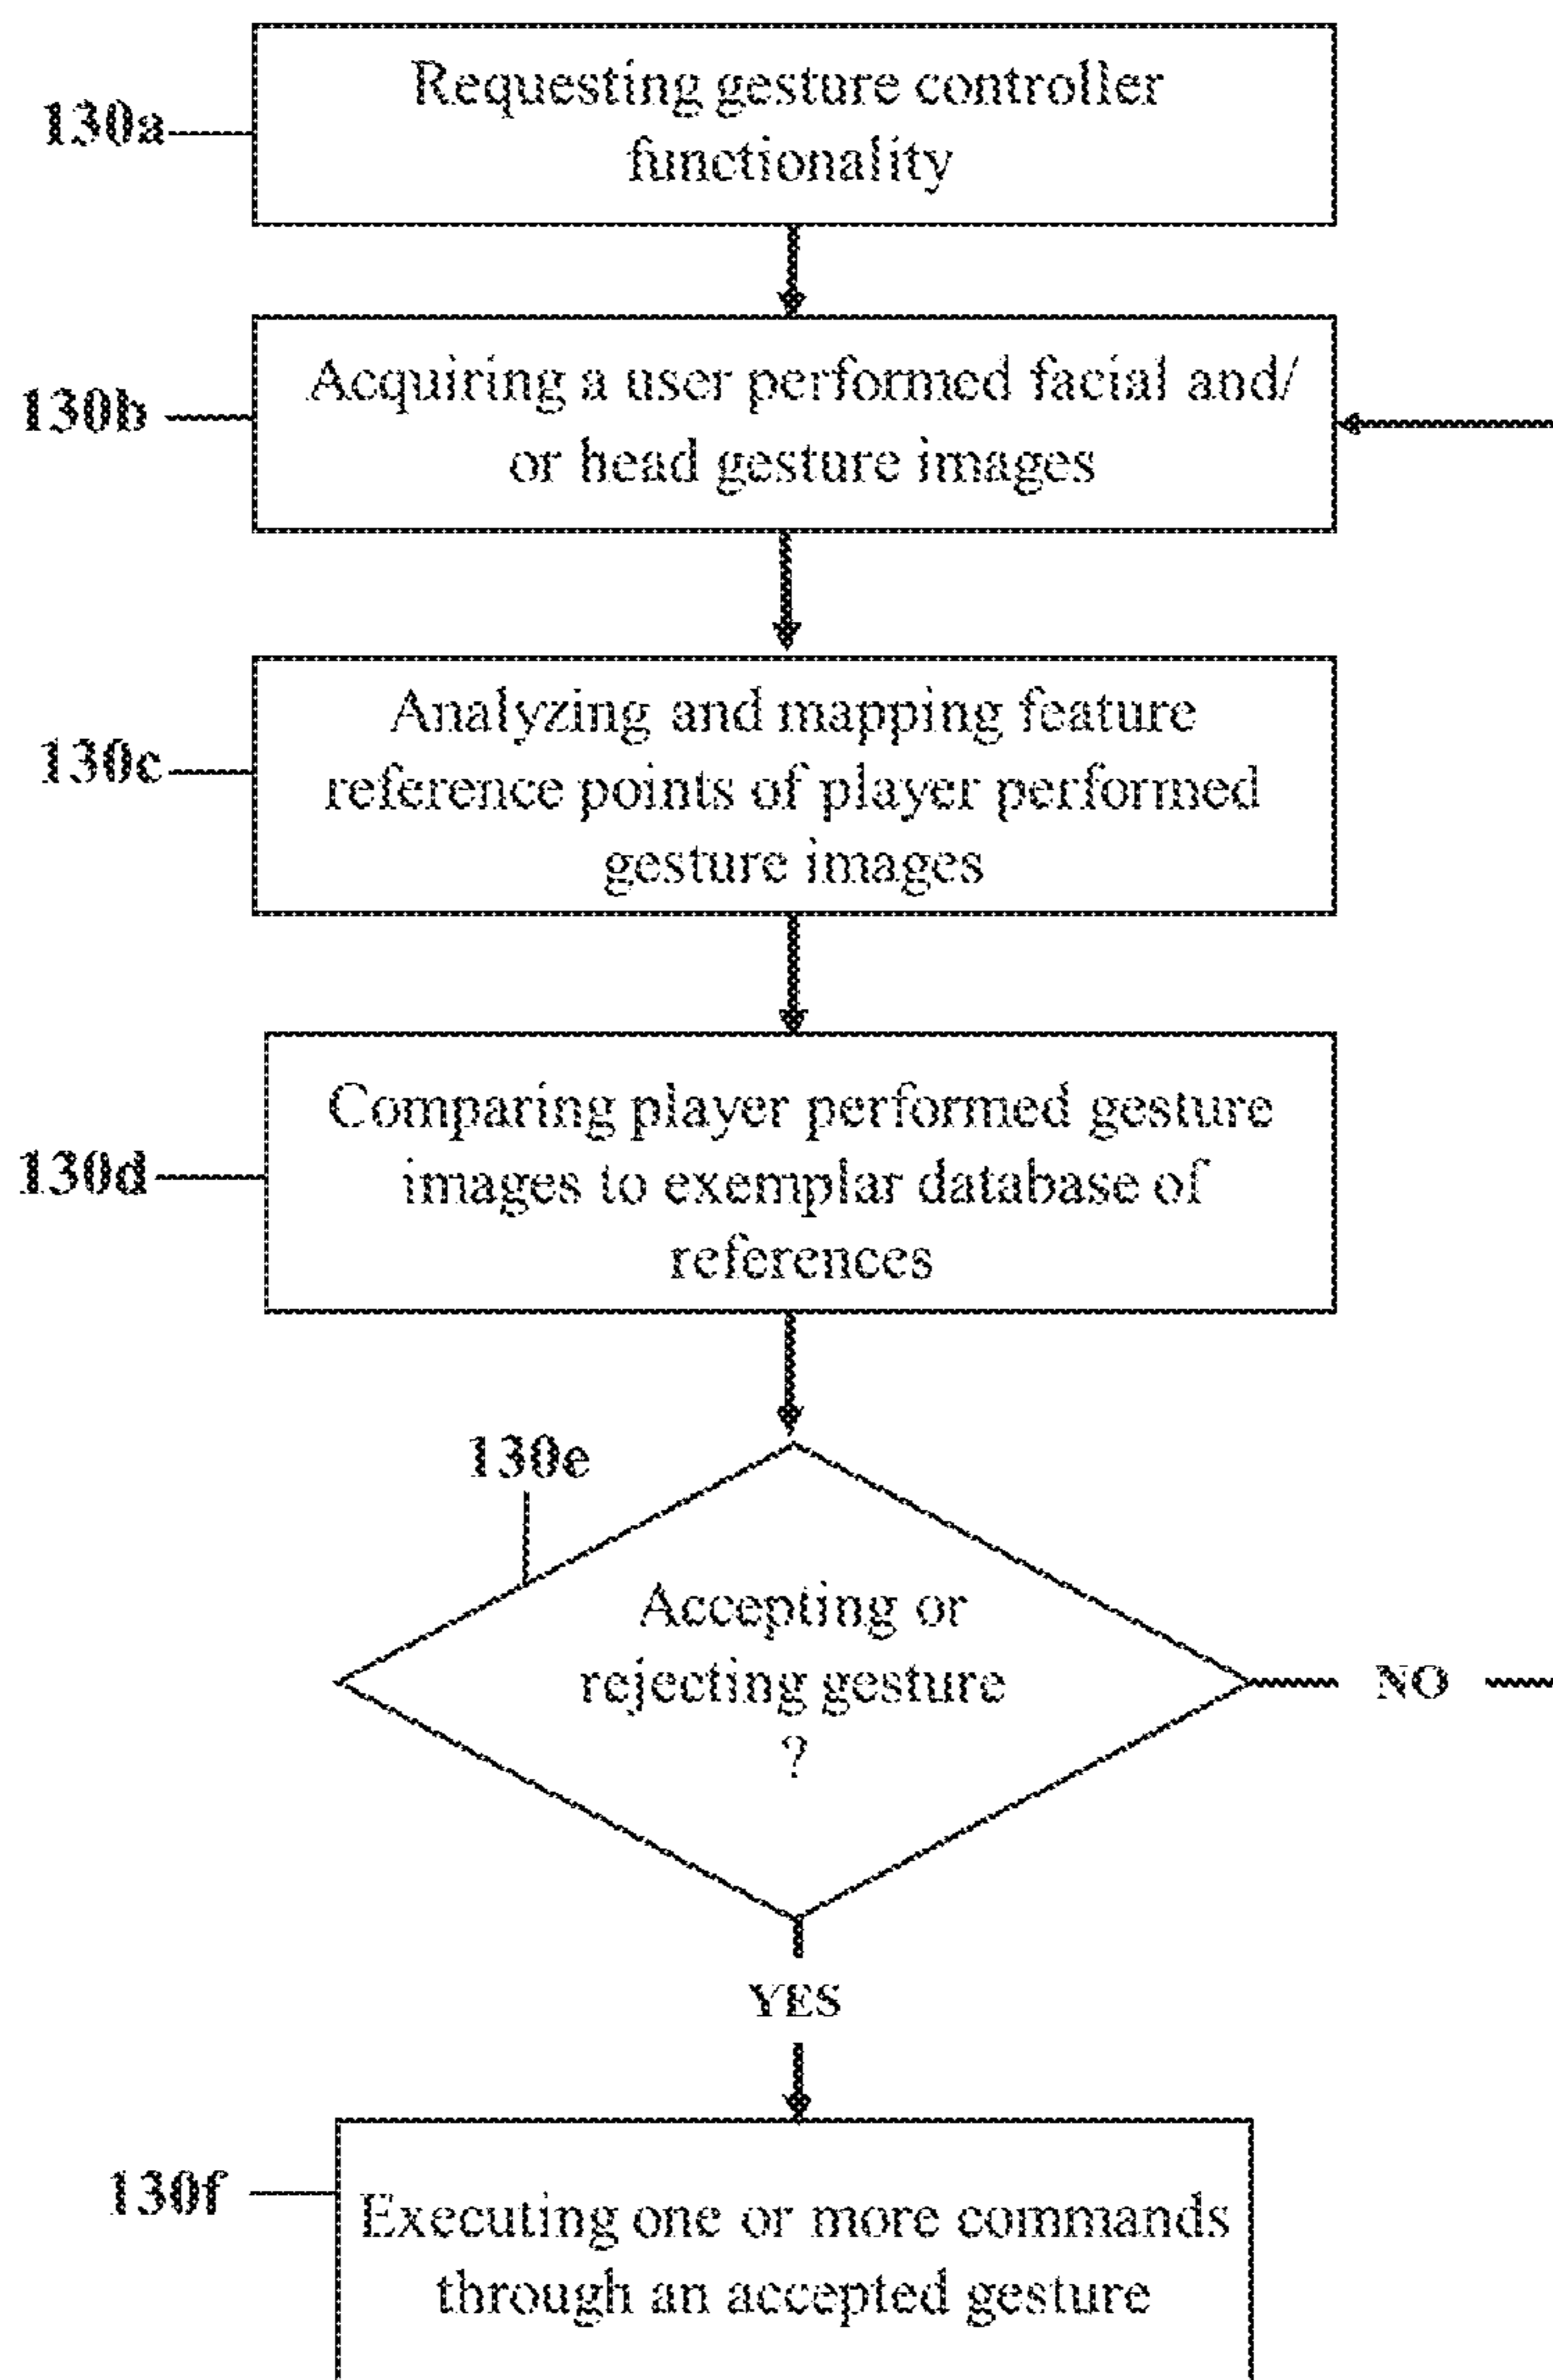 Requesting gesture controller
functionality
130a
Acquiring a user performed facial and/
or head gesture images
130b
Analyzing and mapping feature
reference points of player performed
gesture images
130c
Comparing player performed gesture
images to exemplar database of
references
130d
130e
Accepting or
rejecting gesture
?
NO
YES
130f
Executing one or more commands
through an accepted gesture